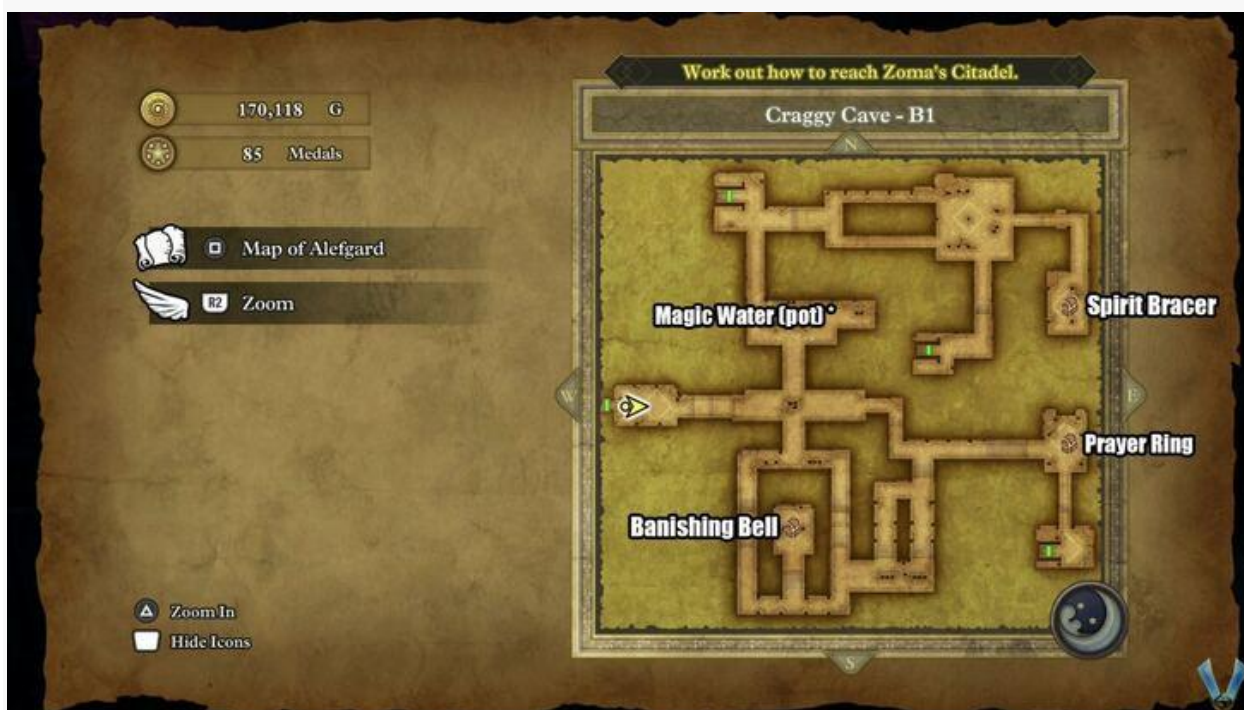 Work out how to reach Zoma's Citadel.
Craggy Cave - B1
170,118 G
85 Medals
Map of Alefgard
R2 Zoom
N
W
E
S
Magic Water (pot) *
Spirit Bracer
Prayer Ring
Banishing Bell
Zoom In
Hide Icons